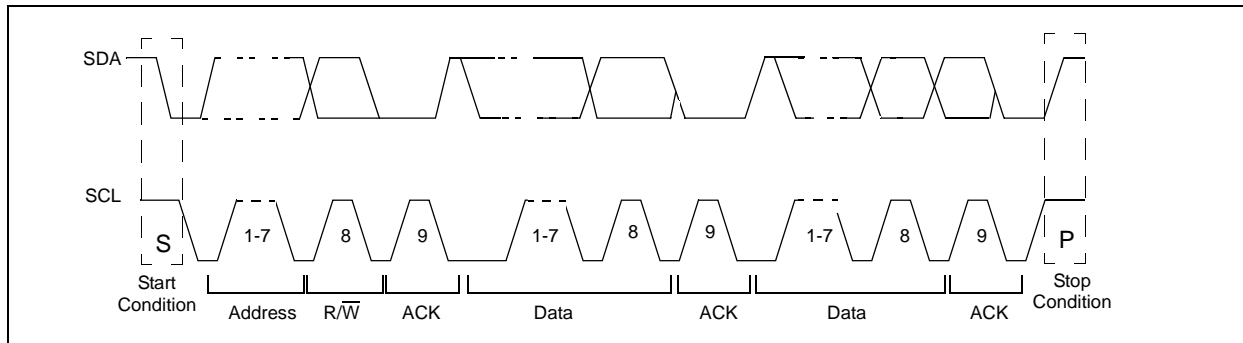 SDA
SCL
S
1-7
8
9
1-7
8
9
1-7
8
9
P
Start
Condition
Address
R/W̅
ACK
Data
ACK
Data
ACK
Stop
Condition